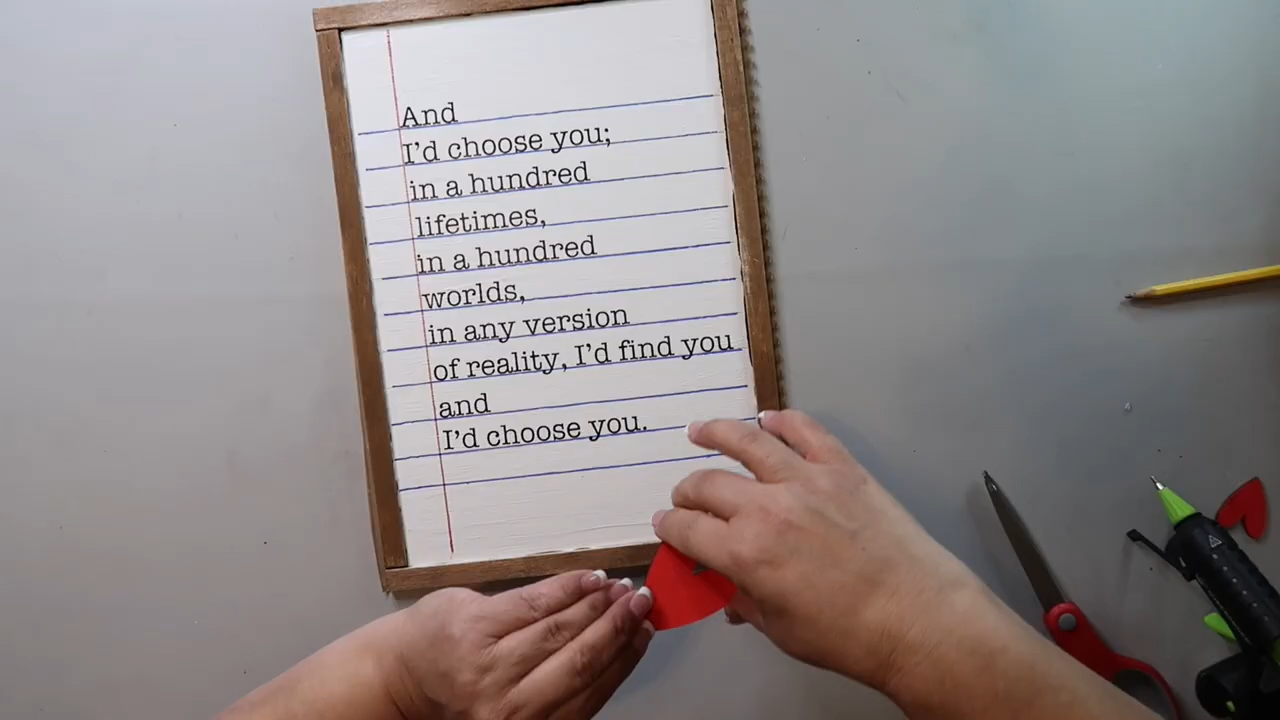 And
I'd choose you;
in a hundred
lifetimes,
in a hundred
worlds,
in any version
of reality, I'd find you
and
I'd choose you.